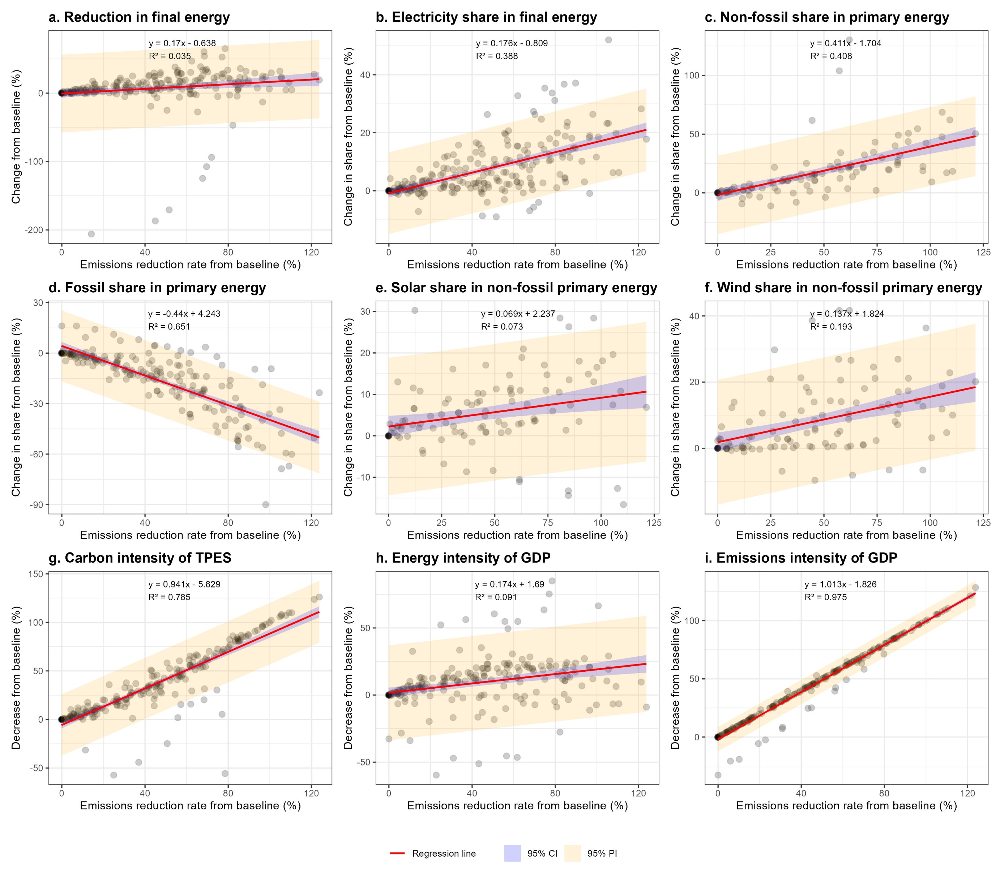 a. Reduction in final energy
y = 0.17x - 0.638
R² = 0.035
Change from baseline (%)
0
-100
-200
0 40 80 120
Emissions reduction rate from baseline (%)
b. Electricity share in final energy
y = 0.176x - 0.809
R² = 0.388
Change in share from baseline (%)
40
20
0
0 40 80 120
Emissions reduction rate from baseline (%)
c. Non-fossil share in primary energy
y = 0.411x - 1.704
R² = 0.408
Change in share from baseline (%)
100
50
0
0 25 50 75 100 125
Emissions reduction rate from baseline (%)
d. Fossil share in primary energy
y = -0.44x + 4.243
R² = 0.651
Change in share from baseline (%)
30
0
-30
-60
-90
0 40 80 120
Emissions reduction rate from baseline (%)
e. Solar share in non-fossil primary energy
y = 0.069x + 2.237
R² = 0.073
Change in share from baseline (%)
30
20
10
0
-10
0 25 50 75 100 125
Emissions reduction rate from baseline (%)
f. Wind share in non-fossil primary energy
y = 0.137x + 1.824
R² = 0.193
Change in share from baseline (%)
40
20
0
0 25 50 75 100 125
Emissions reduction rate from baseline (%)
g. Carbon intensity of TPES
y = 0.941x - 5.629
R² = 0.785
Decrease from baseline (%)
150
100
50
0
-50
0 40 80 120
Emissions reduction rate from baseline (%)
h. Energy intensity of GDP
y = 0.174x + 1.69
R² = 0.091
Decrease from baseline (%)
50
0
-50
0 40 80 120
Emissions reduction rate from baseline (%)
i. Emissions intensity of GDP
y = 1.013x - 1.826
R² = 0.975
Decrease from baseline (%)
100
50
0
0 40 80 120
Emissions reduction rate from baseline (%)
Regression line 95% CI 95% PI